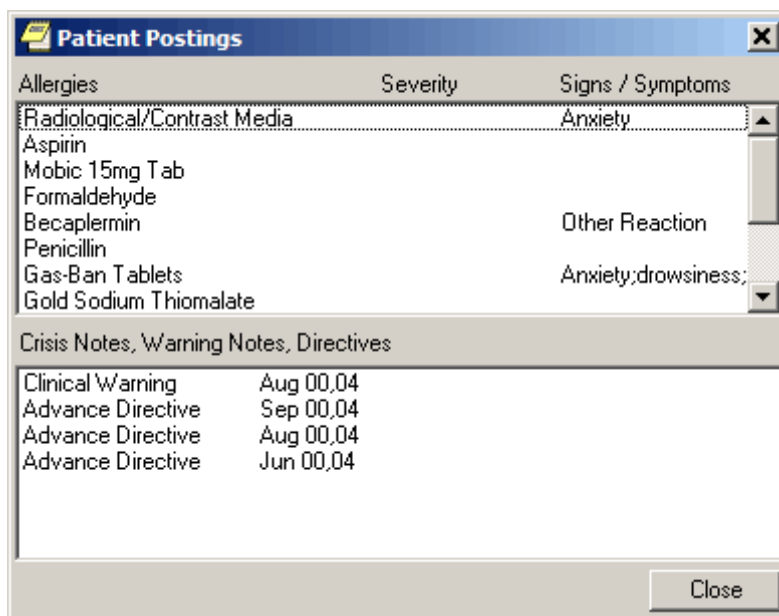 Patient Postings
Allergies Severity Signs / Symptoms
Radiological/Contrast Media Anxiety
Aspirin
Mobic 15mg Tab
Formaldehyde
Becaplermin Other Reaction
Penicillin
Gas-Ban Tablets Anxiety;drowsiness;
Gold Sodium Thiomalate
Crisis Notes, Warning Notes, Directives
Clinical Warning Aug 00,04
Advance Directive Sep 00,04
Advance Directive Aug 00,04
Advance Directive Jun 00,04
Close